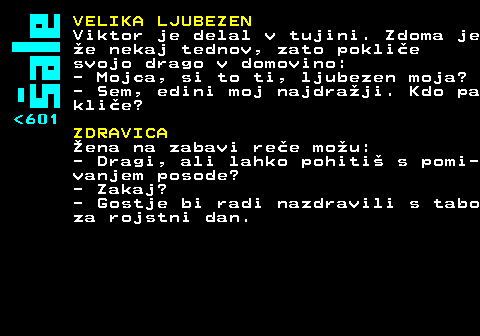 šale
<601
VELIKA LJUBEZEN
Viktor je delal v tujini. Zdoma je
že nekaj tednov, zato pokliče
svojo drago v domovino:
- Mojca, si to ti, ljubezen moja?
- Sem, edini moj najdražji. Kdo pa
kliče?
ZDRAVICA
Žena na zabavi reče možu:
- Dragi, ali lahko pohitiš s pomi-
vanjem posode?
- Zakaj?
- Gostje bi radi nazdravili s tabo
za rojstni dan.